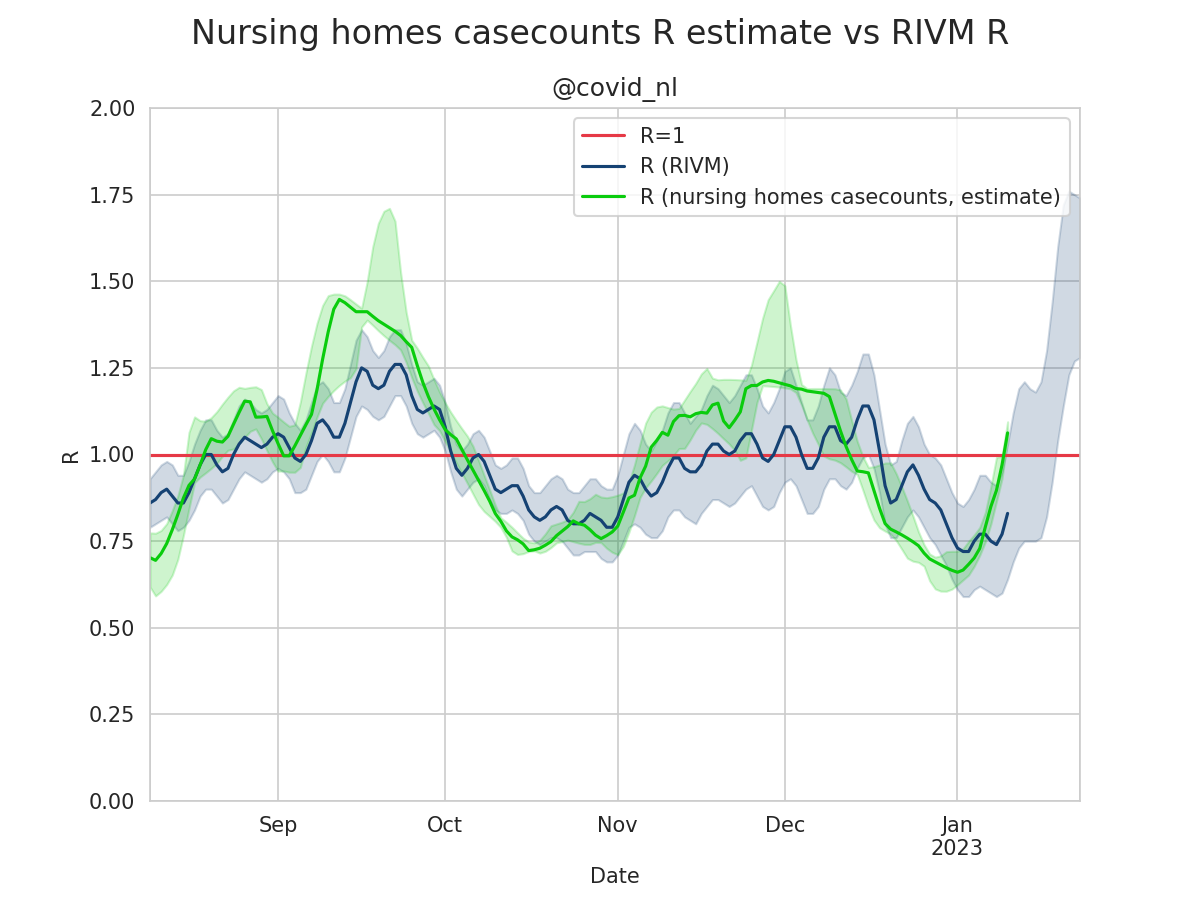 Nursing homes casecounts R estimate vs RIVM R
@covid_nl
R=1
R (RIVM)
R (nursing homes casecounts, estimate)
2.00
1.75
1.50
1.25
1.00
0.75
0.50
0.25
0.00
R
Sep
Oct
Nov
Dec
Jan
2023
Date